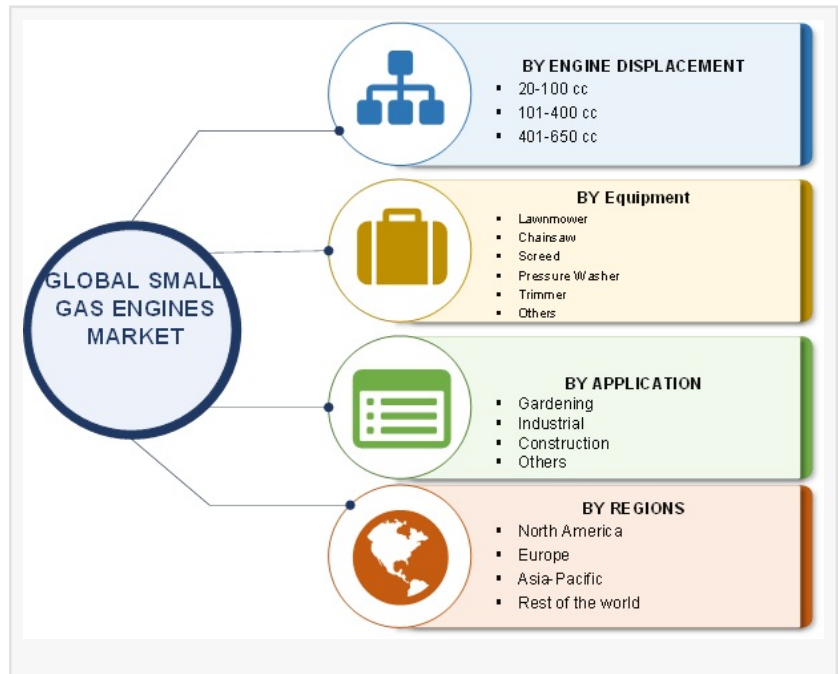 GLOBAL SMALL
GAS ENGINES
MARKET
BY ENGINE DISPLACEMENT
▪ 20-100 cc
▪ 101-400 cc
▪ 401-650 cc
BY Equipment
▪ Lawnmower
▪ Chainsaw
▪ Screed
▪ Pressure Washer
▪ Trimmer
▪ Others
BY APPLICATION
▪ Gardening
▪ Industrial
▪ Construction
▪ Others
BY REGIONS
▪ North America
▪ Europe
▪ Asia-Pacific
▪ Rest of the world